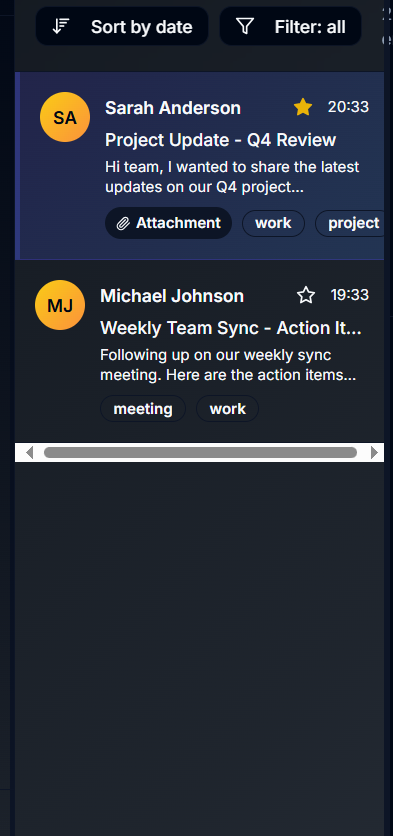 Sort by date
Filter: all
SA
Sarah Anderson
20:33
Project Update - Q4 Review
Hi team, I wanted to share the latest
updates on our Q4 project...
Attachment
work
project
MJ
Michael Johnson
19:33
Weekly Team Sync - Action It...
Following up on our weekly sync
meeting. Here are the action items...
meeting
work